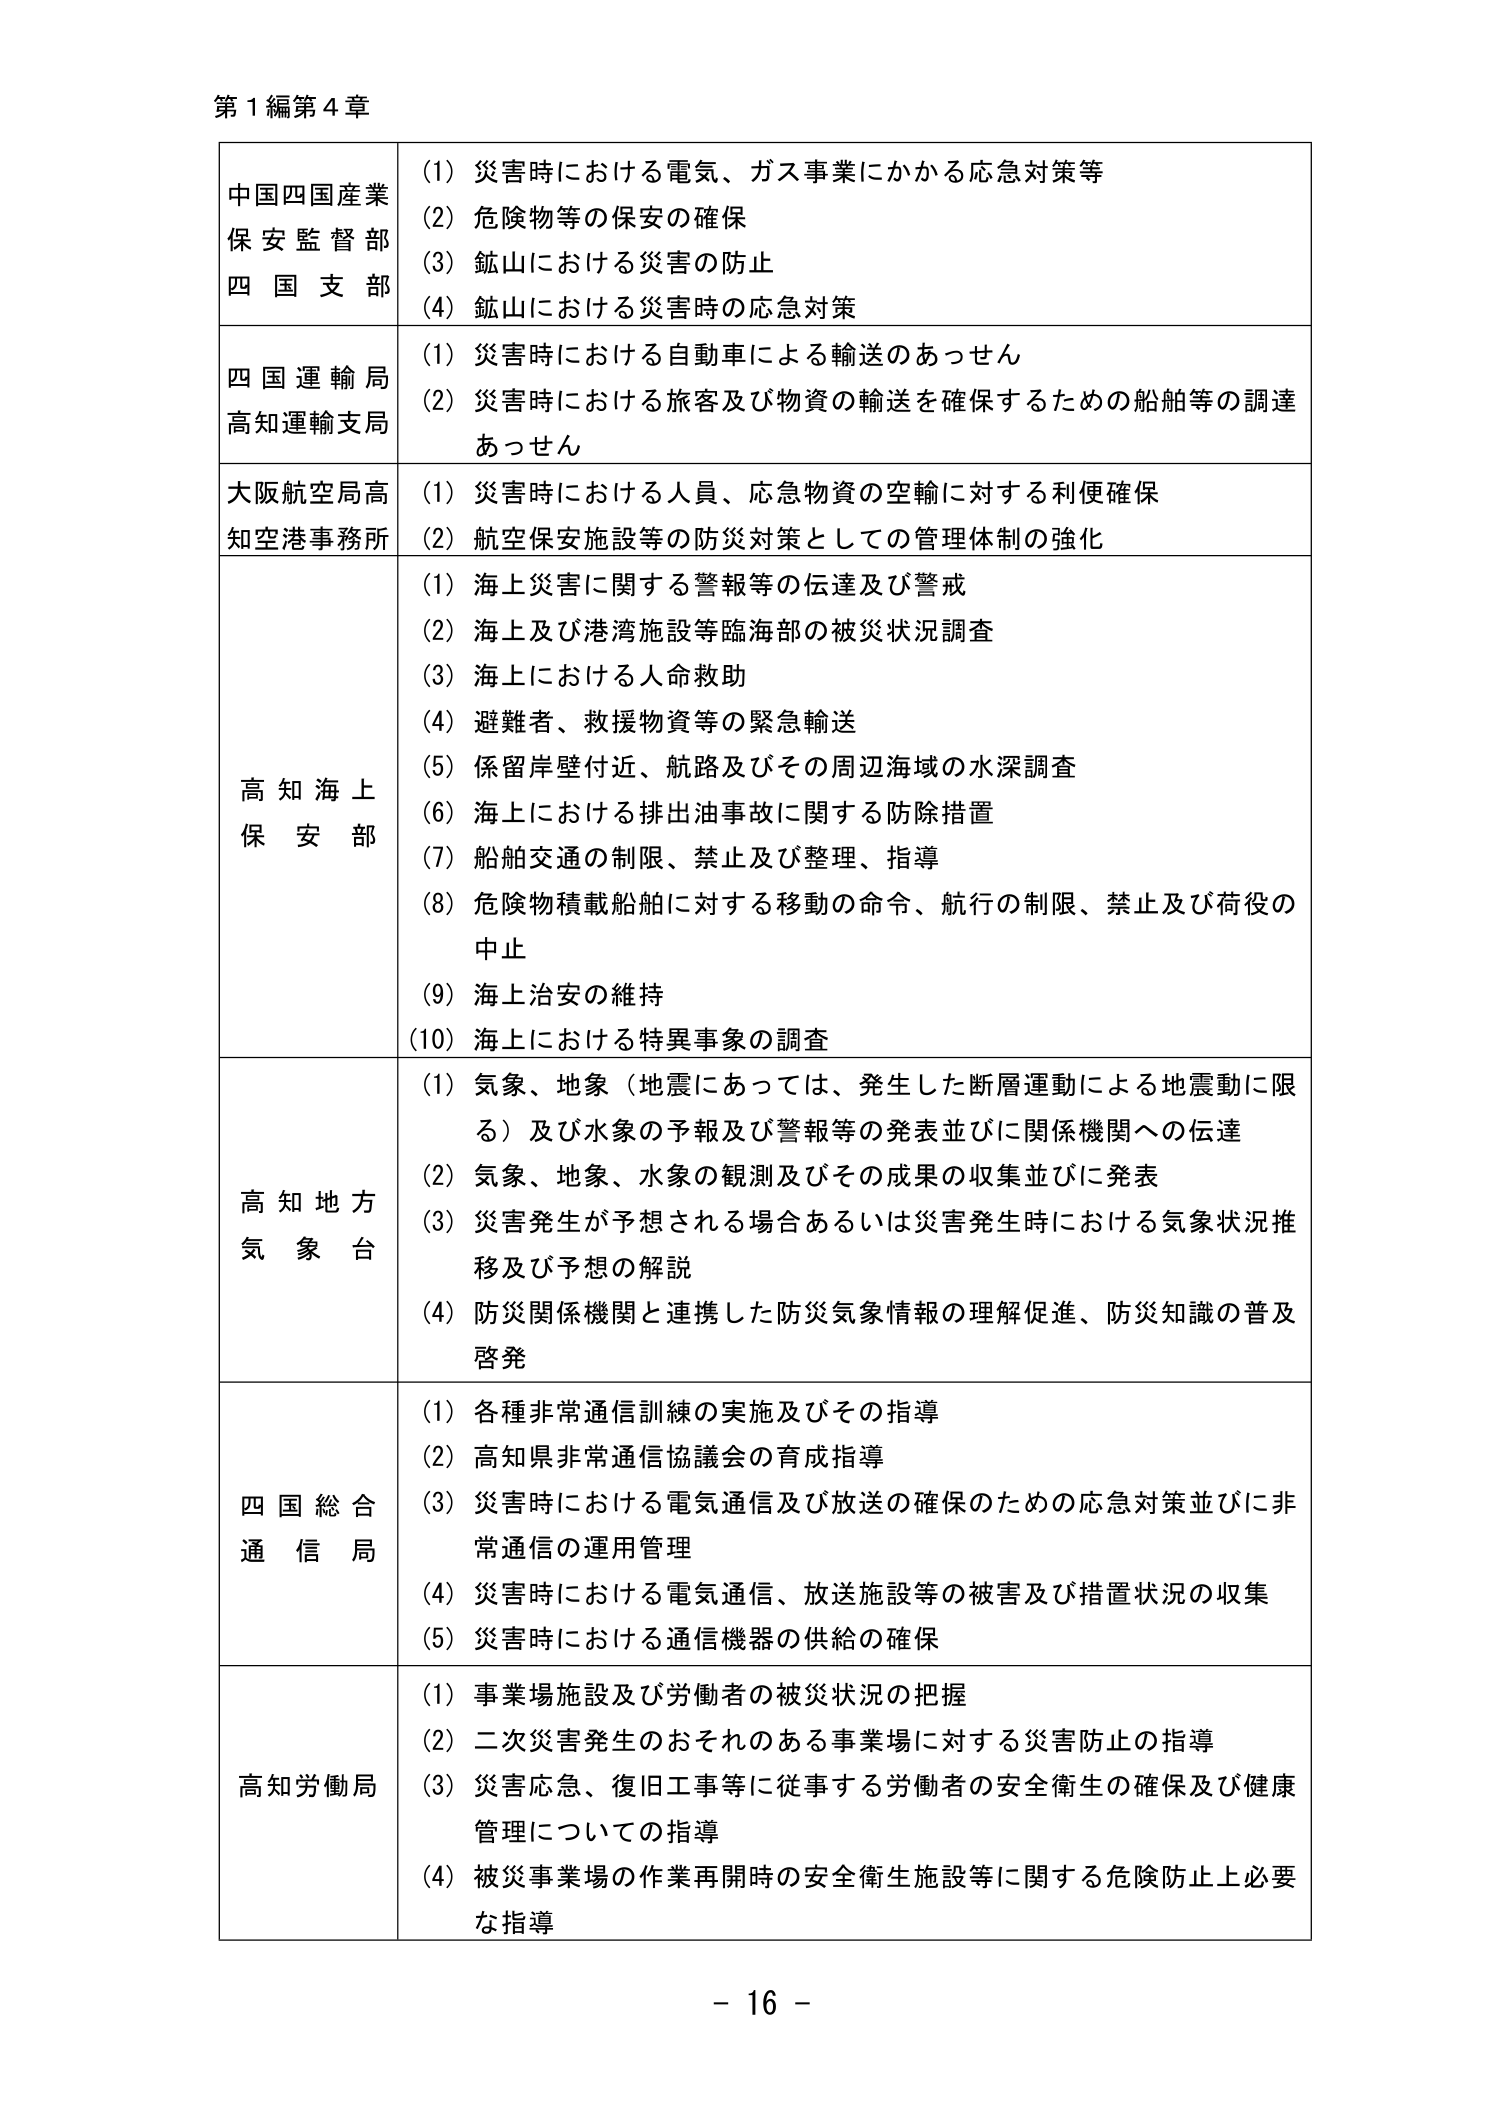 第１編第４章
中国四国産業
保安監督部
四国支部
(1) 災害時における電気、ガス事業にかかる応急対策等
(2) 危険物等の保安の確保
(3) 鉱山における災害の防止
(4) 鉱山における災害時の応急対策
四国運輸局
高知運輸支局
(1) 災害時における自動車による輸送のあっせん
(2) 災害時における旅客及び物資の輸送を確保するための船舶等の調達
あっせん
大阪航空局高
知空港事務所
(1) 災害時における人員、応急物資の空輸に対する利便確保
(2) 航空保安施設等の防災対策としての管理体制の強化
高知海上
保安部
(1) 海上災害に関する警報等の伝達及び警戒
(2) 海上及び港湾施設等臨海部の被災状況調査
(3) 海上における人命救助
(4) 避難者、救援物資等の緊急輸送
(5) 係留岸壁付近、航路及びその周辺海域の水深調査
(6) 海上における排出油事故に関する防除措置
(7) 船舶交通の制限、禁止及び整理、指導
(8) 危険物積載船舶に対する移動の命令、航行の制限、禁止及び荷役の
中止
(9) 海上治安の維持
(10) 海上における特異事象の調査
高知地方
気象台
(1) 気象、地象（地震にあっては、発生した断層運動による地震動に限
る）及び水象の予報及び警報等の発表並びに関係機関への伝達
(2) 気象、地象、水象の観測及びその成果の収集並びに発表
(3) 災害発生が予想される場合あるいは災害発生時における気象状況推
移及び予想の解説
(4) 防災関係機関と連携した防災気象情報の理解促進、防災知識の普及
啓発
四国総合
通信局
(1) 各種非常通信訓練の実施及びその指導
(2) 高知県非常通信協議会の育成指導
(3) 災害時における電気通信及び放送の確保のための応急対策並びに非
常通信の運用管理
(4) 災害時における電気通信、放送施設等の被害及び措置状況の収集
(5) 災害時における通信機器の供給の確保
高知労働局
(1) 事業場施設及び労働者の被災状況の把握
(2) 二次災害発生のおそれのある事業場に対する災害防止の指導
(3) 災害応急、復旧工事等に従事する労働者の安全衛生の確保及び健康
管理についての指導
(4) 被災事業場の作業再開時の安全衛生施設等に関する危険防止上必要
な指導
－ 16 －